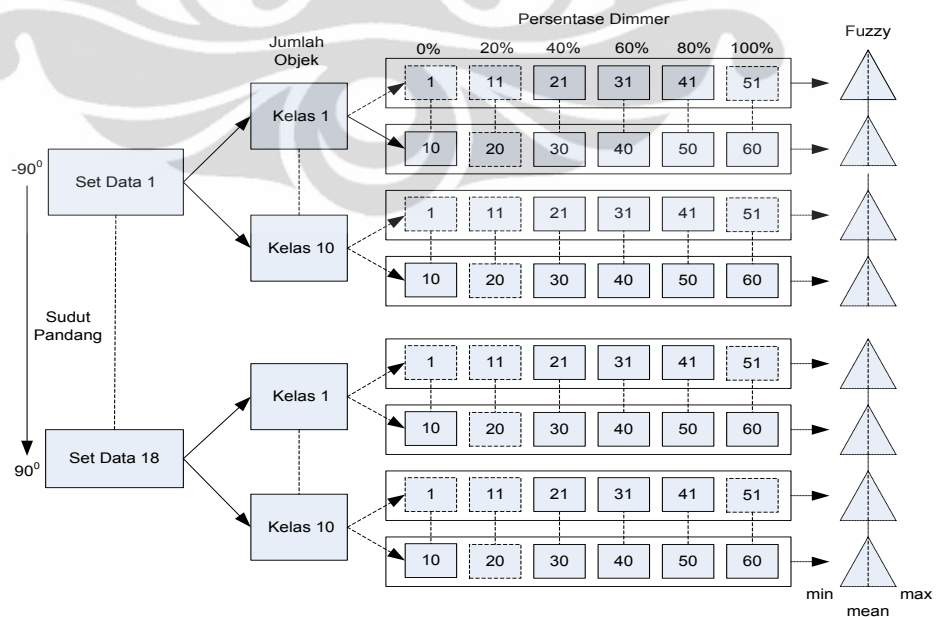 Persentase Dimmer
Jumlah
Objek
0% 20% 40% 60% 80% 100%
Fuzzy
1 11 21 31 41 51
Kelas 1
10 20 30 40 50 60
-90⁰
Set Data 1
1 11 21 31 41 51
Kelas 10
10 20 30 40 50 60
Sudut
Pandang
1 11 21 31 41 51
Kelas 1
10 20 30 40 50 60
90⁰
Set Data 18
1 11 21 31 41 51
Kelas 10
10 20 30 40 50 60
min max
mean